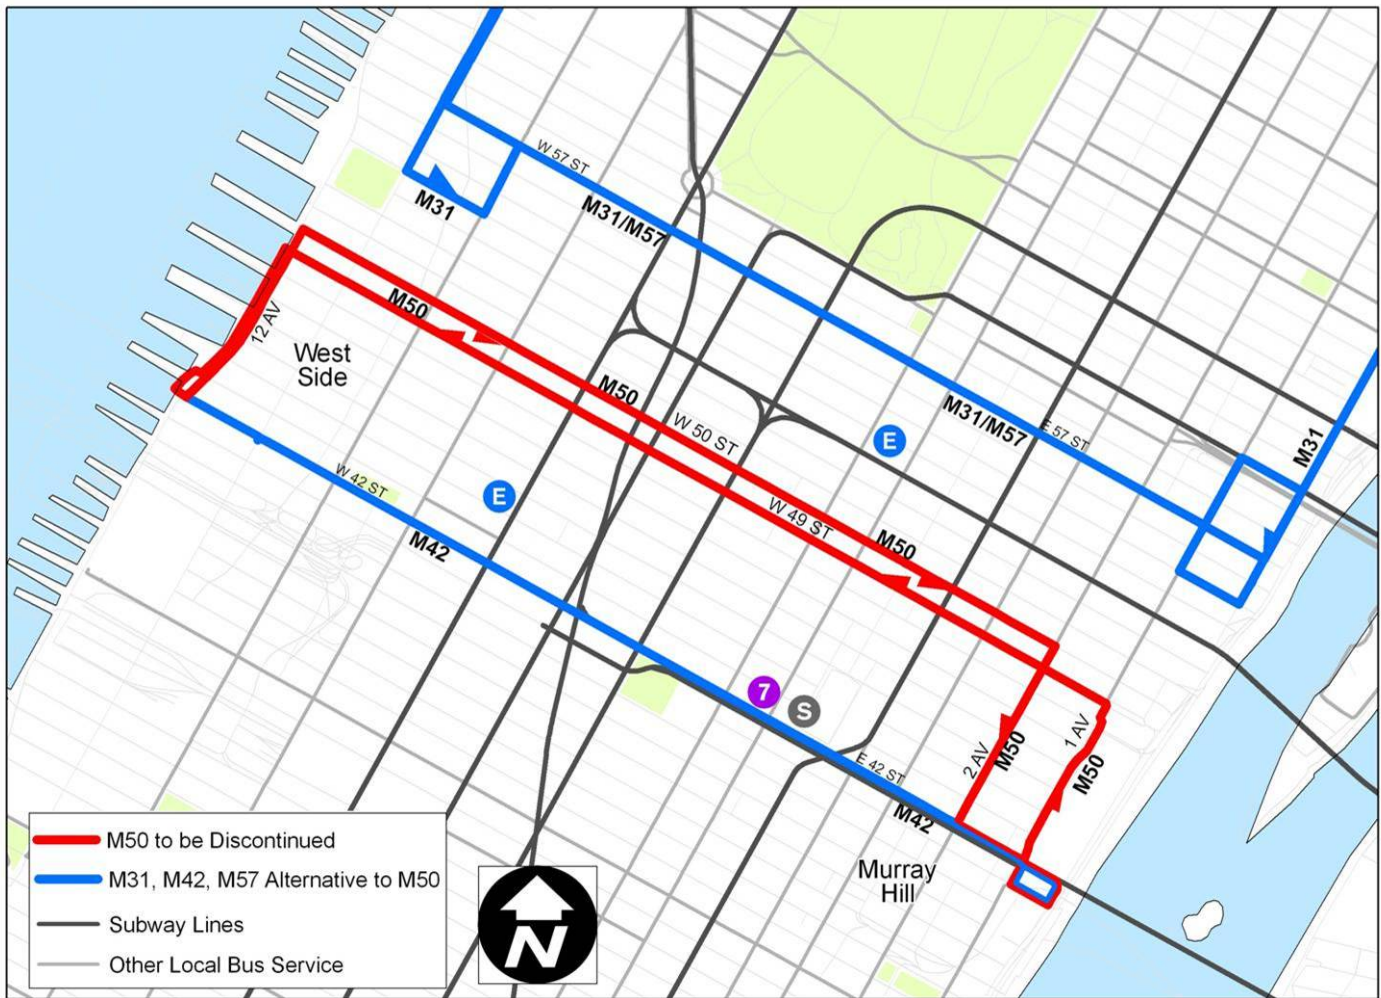 W 57 ST
M31
M31/M57
M50
12 AV
West
Side
M50
W 50 ST
E
M31/M57
E 57 ST
M31
W 42 ST
E
M42
W 49 ST
M50
7
S
2 AV
M50
1 AV
M50
E 42 ST
M42
Murray
Hill
M50 to be Discontinued
M31, M42, M57 Alternative to M50
Subway Lines
Other Local Bus Service
N